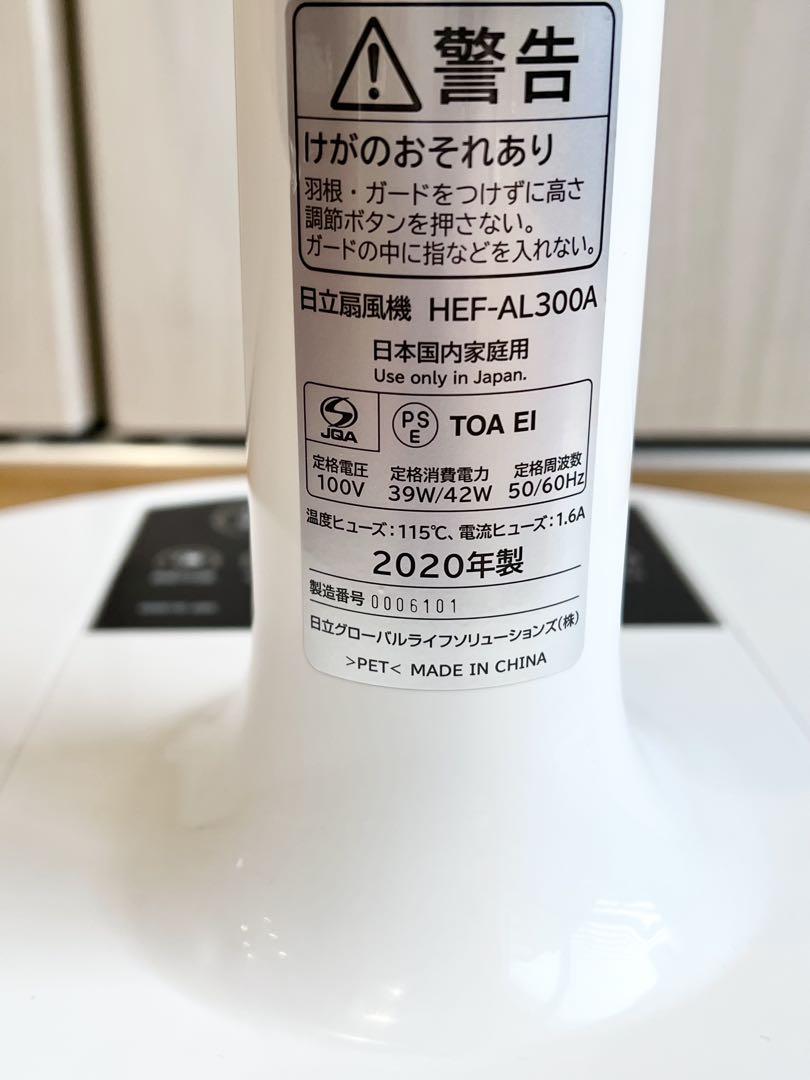 警告
けがのおそれあり
羽根・ガードをつけずに高さ
調節ボタンを押さない。
ガードの中に指などを入れない。
日立扇風機 HEF-AL300A
日本国内家庭用
Use only in Japan.
JQA PSE TOA EI
定格電圧 定格消費電力 定格周波数
100V 39W/42W 50/60Hz
温度ヒューズ:115℃、電流ヒューズ:1.6A
2020年製
製造番号 0006101
日立グローバルライフソリューションズ(株)
>PET< MADE IN CHINA